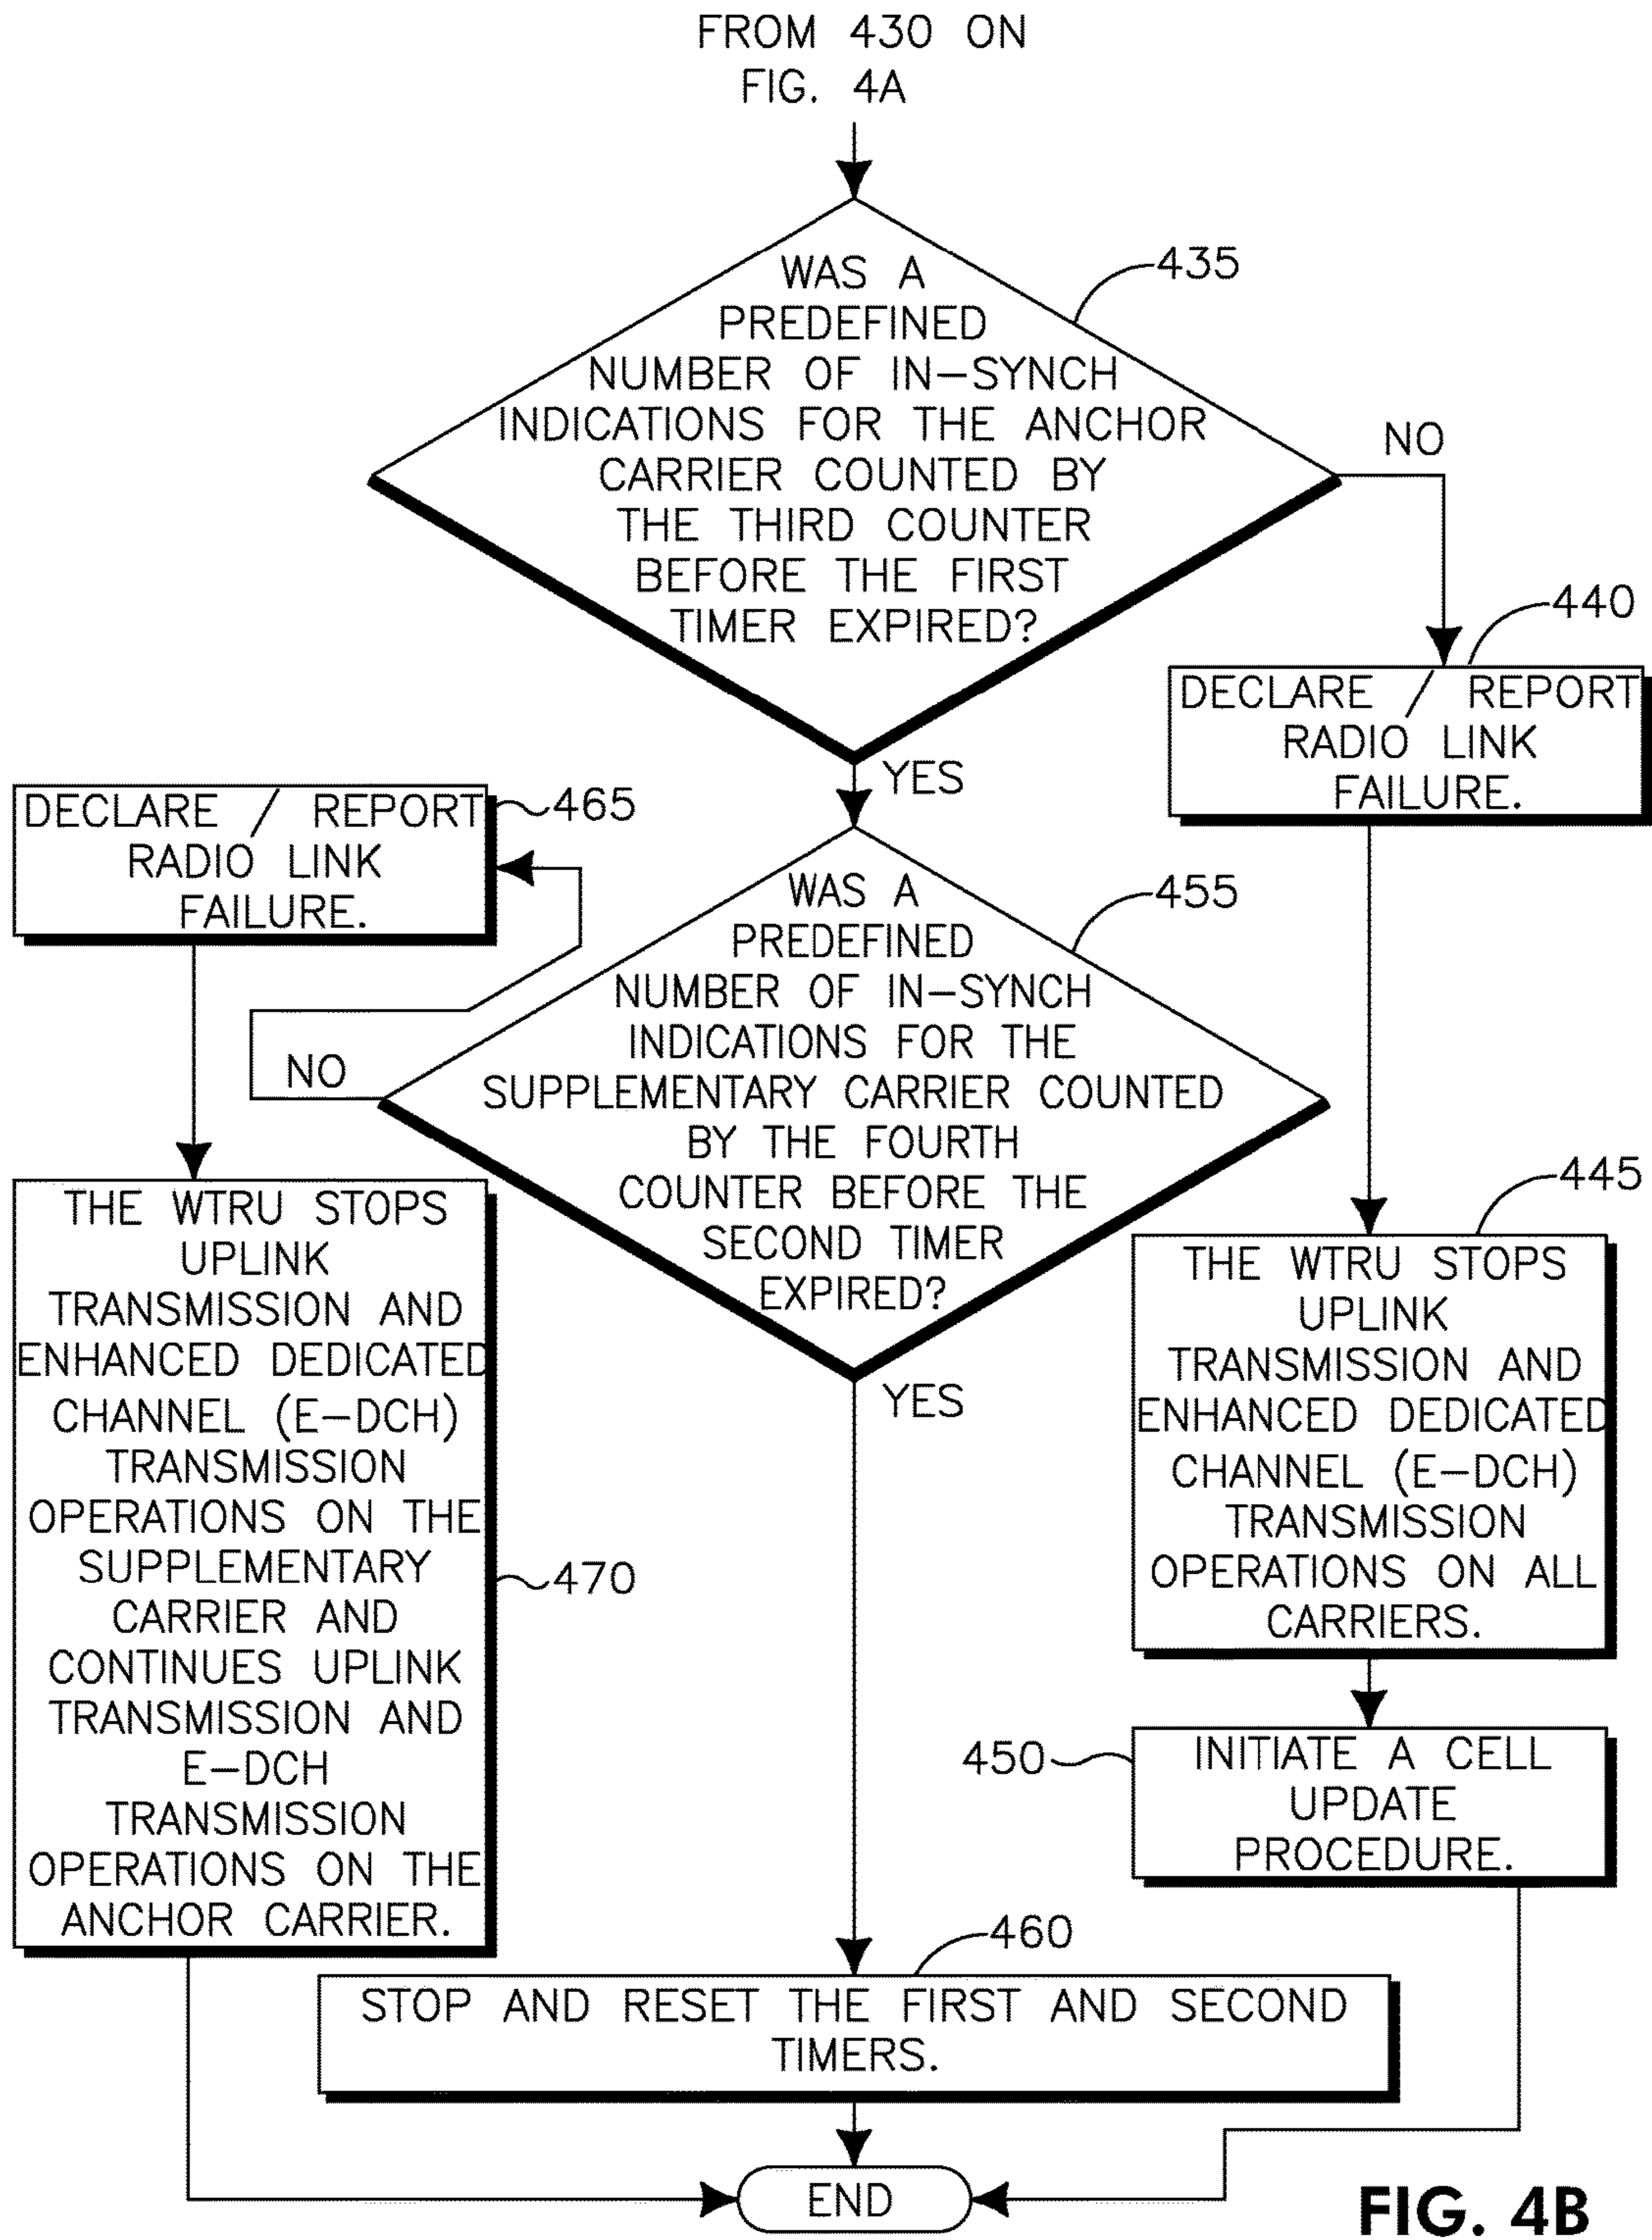 FROM 430 ON
FIG. 4A
WAS A
PREDEFINED
NUMBER OF IN-SYNCH
INDICATIONS FOR THE ANCHOR
CARRIER COUNTED BY
THE THIRD COUNTER
BEFORE THE FIRST
TIMER EXPIRED?
435
NO
440
DECLARE / REPORT
RADIO LINK
FAILURE.
YES
DECLARE / REPORT
RADIO LINK
FAILURE.
465
WAS A
PREDEFINED
NUMBER OF IN-SYNCH
INDICATIONS FOR THE
SUPPLEMENTARY CARRIER COUNTED
BY THE FOURTH
COUNTER BEFORE THE
SECOND TIMER
EXPIRED?
455
NO
YES
THE WTRU STOPS
UPLINK
TRANSMISSION AND
ENHANCED DEDICATED
CHANNEL (E-DCH)
TRANSMISSION
OPERATIONS ON THE
SUPPLEMENTARY
CARRIER AND
CONTINUES UPLINK
TRANSMISSION AND
E-DCH
TRANSMISSION
OPERATIONS ON THE
ANCHOR CARRIER.
470
445
THE WTRU STOPS
UPLINK
TRANSMISSION AND
ENHANCED DEDICATED
CHANNEL (E-DCH)
TRANSMISSION
OPERATIONS ON ALL
CARRIERS.
450
INITIATE A CELL
UPDATE
PROCEDURE.
460
STOP AND RESET THE FIRST AND SECOND
TIMERS.
END
FIG. 4B